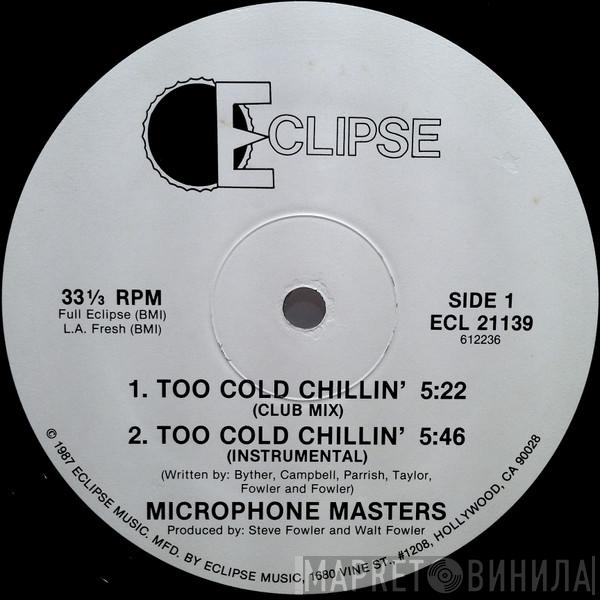 ECLIPSE
33⅓ RPM
Full Eclipse (BMI)
L.A. Fresh (BMI)
SIDE 1
ECL 21139
612236
1. TOO COLD CHILLIN' 5:22
(CLUB MIX)
2. TOO COLD CHILLIN' 5:46
(INSTRUMENTAL)
(Written by: Byther, Campbell, Parrish, Taylor,
Fowler and Fowler)
MICROPHONE MASTERS
Produced by: Steve Fowler and Walt Fowler
© 1987 ECLIPSE MUSIC. MFD. BY ECLIPSE MUSIC, 1680 VINE ST., #1208, HOLLYWOOD, CA 90028
МАРКЕТ ВИНИЛА